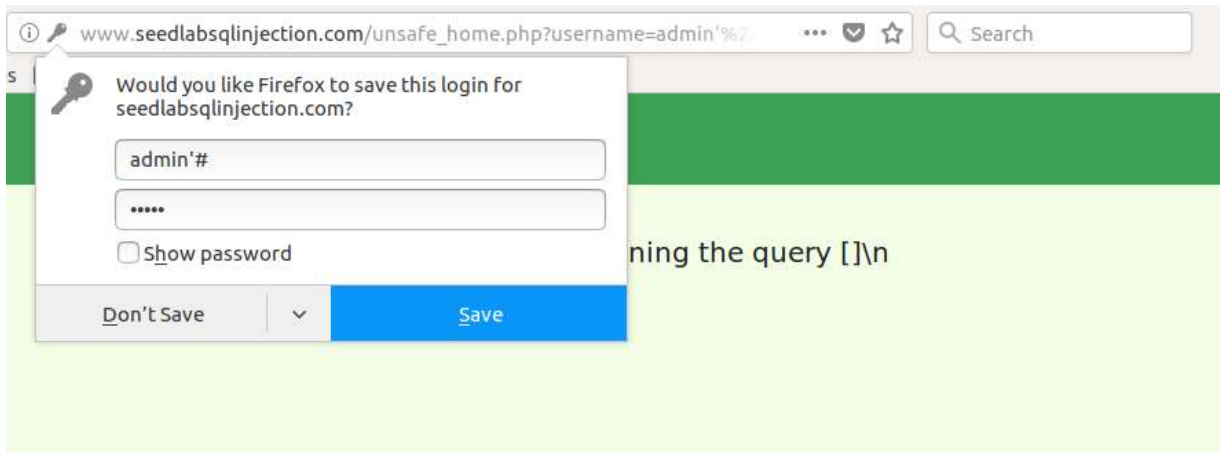 www.seedlabsqlinjection.com/unsafe_home.php?username=admin'%2
Search
s
Would you like Firefox to save this login for
seedlabsqlinjection.com?
admin'#
•••••
Show password
ning the query []\n
Don't Save
Save